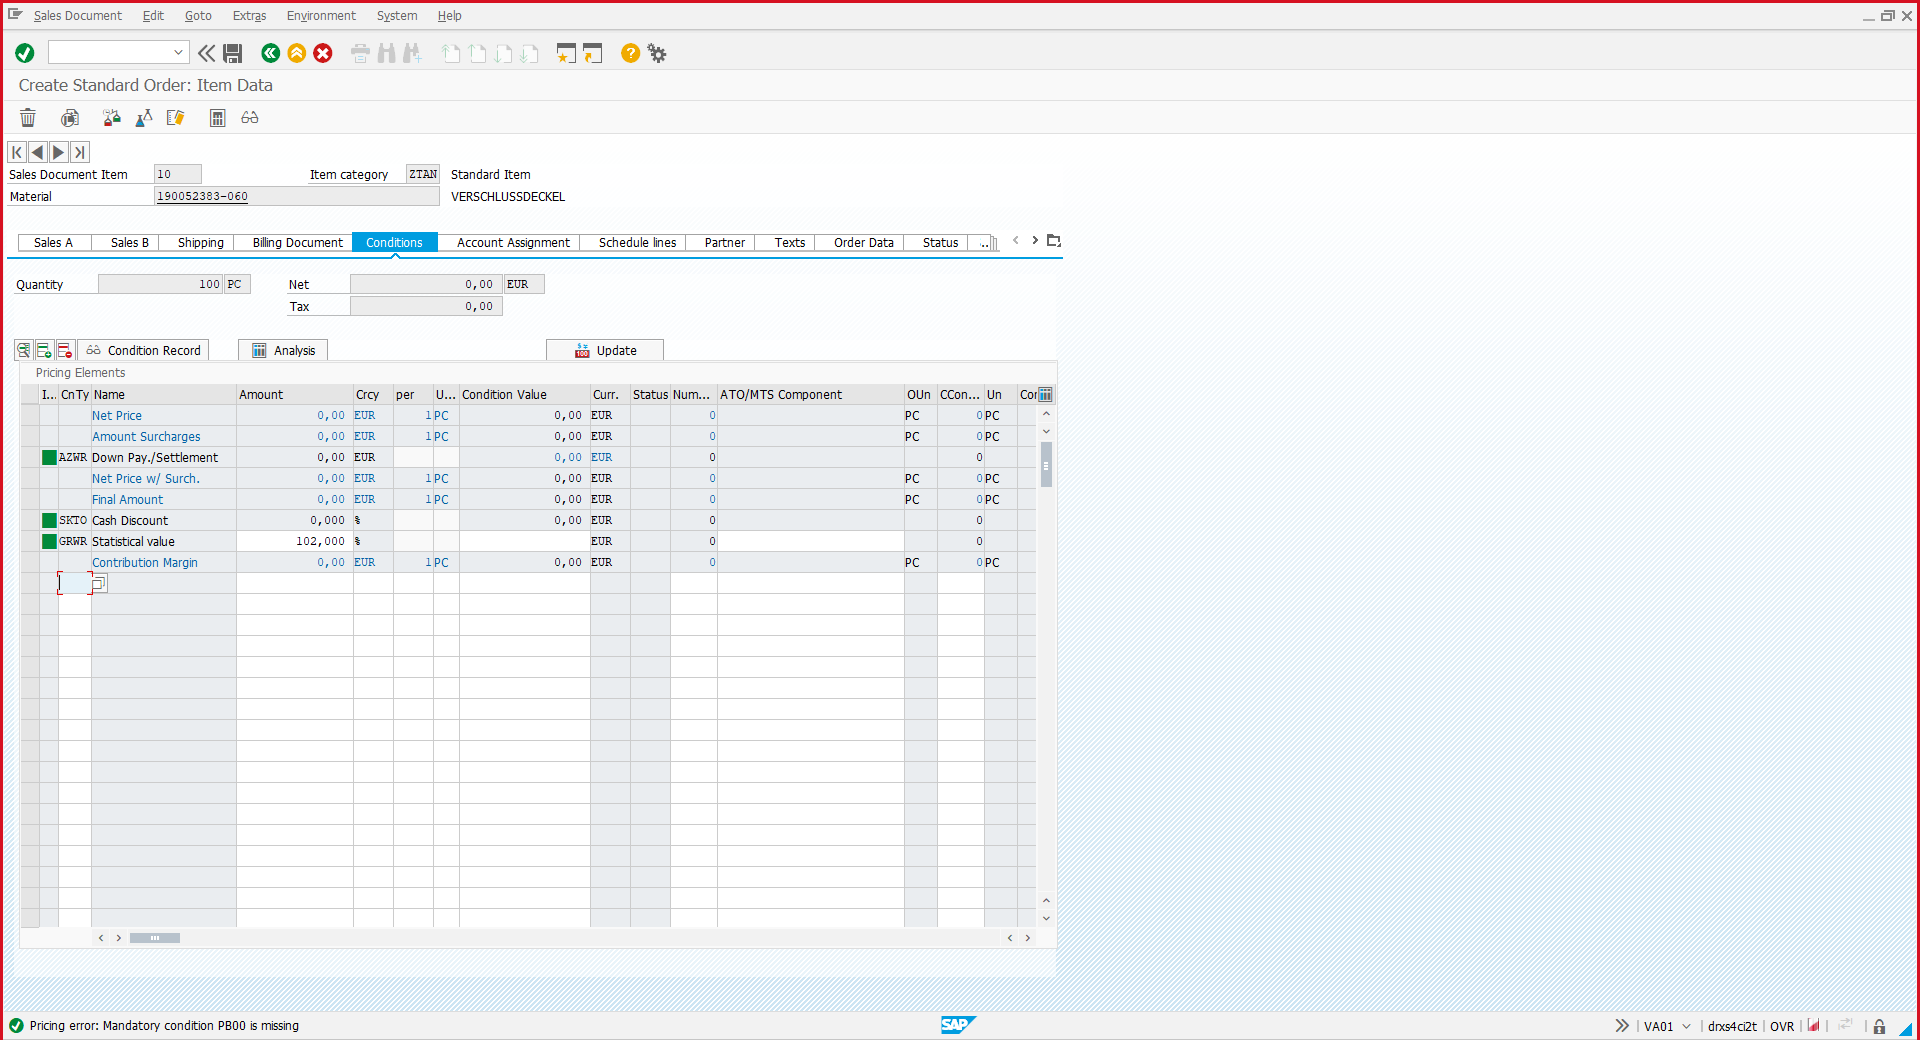 Sales Document Edit Goto Extras Environment System Help
Create Standard Order: Item Data
Sales Document Item 10 Item category ZTAN Standard Item
Material 190052383-060 VERSCHLUSSDECKEL
Sales A Sales B Shipping Billing Document Conditions Account Assignment Schedule lines Partner Texts Order Data Status ...
Quantity 100 PC Net 0,00 EUR
Tax 0,00
Condition Record Analysis Update
Pricing Elements
I... CnTy Name Amount Crcy per U... Condition Value Curr. Status Num... ATO/MTS Component OUn CCon... Un Con
Net Price 0,00 EUR 1 PC 0,00 EUR 0 PC 0 PC
Amount Surcharges 0,00 EUR 1 PC 0,00 EUR 0 PC 0 PC
AZWR Down Pay./Settlement 0,00 EUR 0,00 EUR 0 0
Net Price w/ Surch. 0,00 EUR 1 PC 0,00 EUR 0 PC 0 PC
Final Amount 0,00 EUR 1 PC 0,00 EUR 0 PC 0 PC
SKTO Cash Discount 0,000 % 0,00 EUR 0 0
GRWR Statistical value 102,000 % EUR 0 0
Contribution Margin 0,00 EUR 1 PC 0,00 EUR 0 PC 0 PC
Pricing error: Mandatory condition PB00 is missing SAP VA01 drxs4ci2t OVR